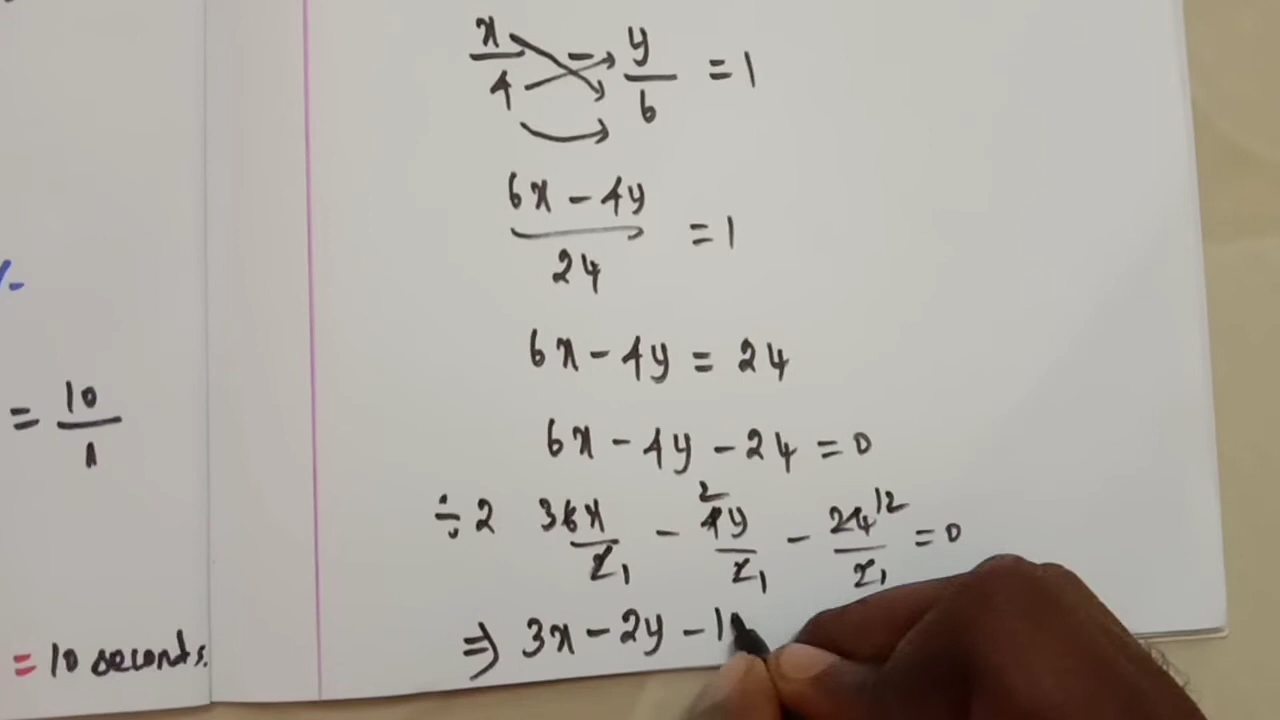 = 10/1
= 10 seconds.
x/4 - y/6 = 1
6x - 4y / 24 = 1
6x - 4y = 24
6x - 4y - 24 = 0
÷ 2 3 6x/2 1 - 2 4y/2 1 - 24 12/2 1 = 0
⇒ 3x - 2y - 1